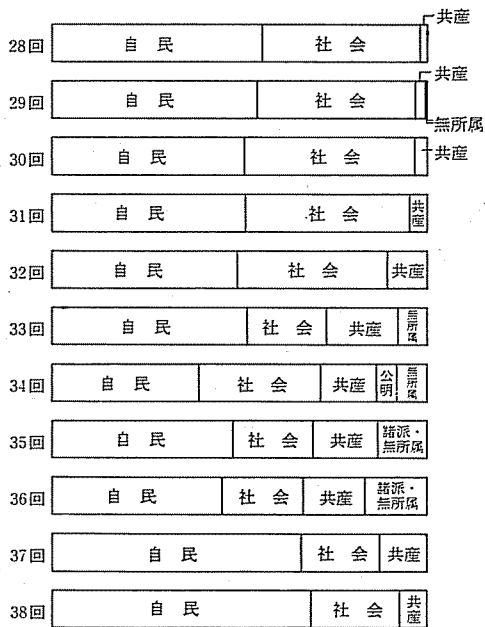 共産
28回 自民 社会
共産
29回 自民 社会
無所属
30回 自民 社会 共産
31回 自民 社会 共産
32回 自民 社会 共産
33回 自民 社会 共産 無所属
34回 自民 社会 共産 公明 無所属
35回 自民 社会 共産 諸派・無所属
36回 自民 社会 共産 諸派・無所属
37回 自民 社会 共産
38回 自民 社会 共産